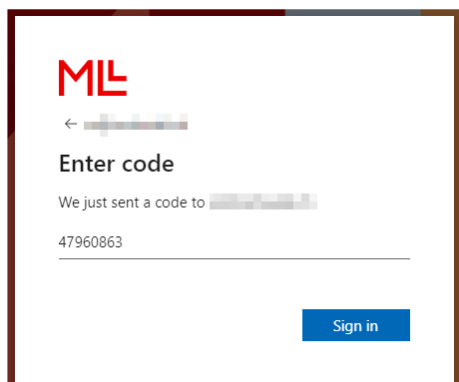 MLL
←
Enter code
We just sent a code to
47960863
Sign in